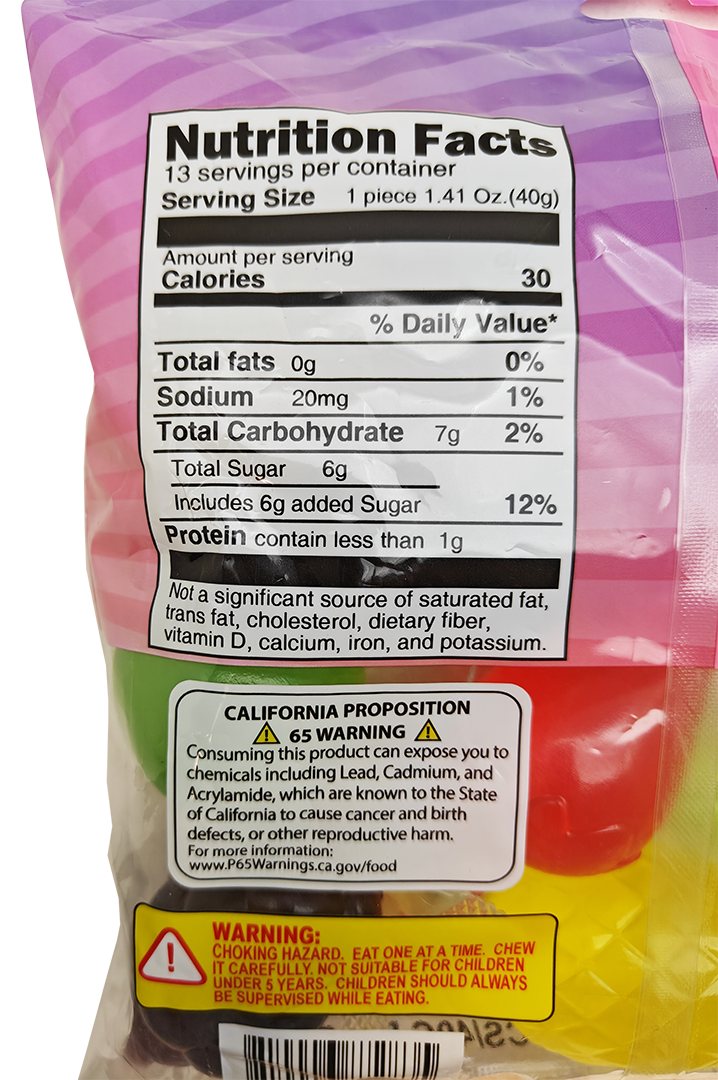 Nutrition Facts
13 servings per container
Serving Size 1 piece 1.41 Oz.(40g)
Amount per serving
Calories 30
% Daily Value*
Total fats 0g 0%
Sodium 20mg 1%
Total Carbohydrate 7g 2%
Total Sugar 6g
Includes 6g added Sugar 12%
Protein contain less than 1g
Not a significant source of saturated fat,
trans fat, cholesterol, dietary fiber,
vitamin D, calcium, iron, and potassium.
CALIFORNIA PROPOSITION
65 WARNING
Consuming this product can expose you to
chemicals including Lead, Cadmium, and
Acrylamide, which are known to the State
of California to cause cancer and birth
defects, or other reproductive harm.
For more information:
www.P65Warnings.ca.gov/food
WARNING:
CHOKING HAZARD. EAT ONE AT A TIME. CHEW
IT CAREFULLY. NOT SUITABLE FOR CHILDREN
UNDER 5 YEARS. CHILDREN SHOULD ALWAYS
BE SUPERVISED WHILE EATING.